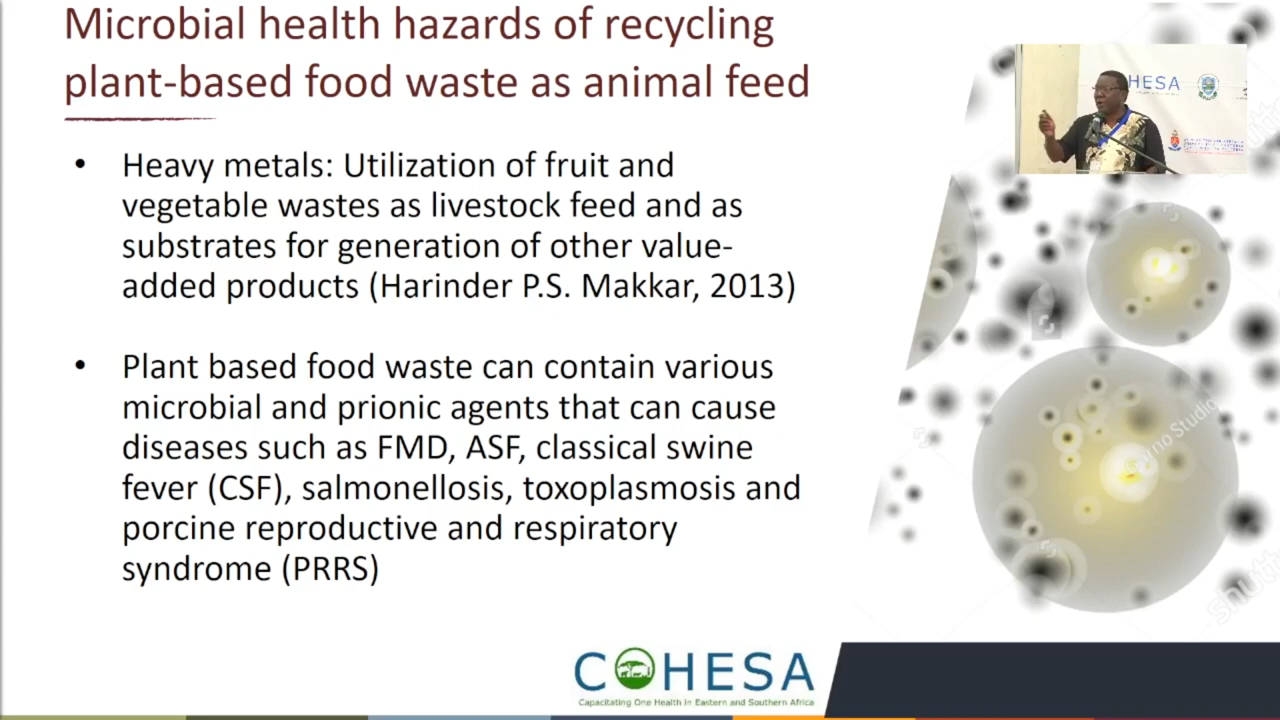 Microbial health hazards of recycling
plant-based food waste as animal feed
HESA
• Heavy metals: Utilization of fruit and
vegetable wastes as livestock feed and as
substrates for generation of other value-
added products (Harinder P.S. Makkar, 2013)
• Plant based food waste can contain various
microbial and prionic agents that can cause
diseases such as FMD, ASF, classical swine
fever (CSF), salmonellosis, toxoplasmosis and
porcine reproductive and respiratory
syndrome (PRRS)
COHESA
Capacitating One Health in Eastern and Southern Africa